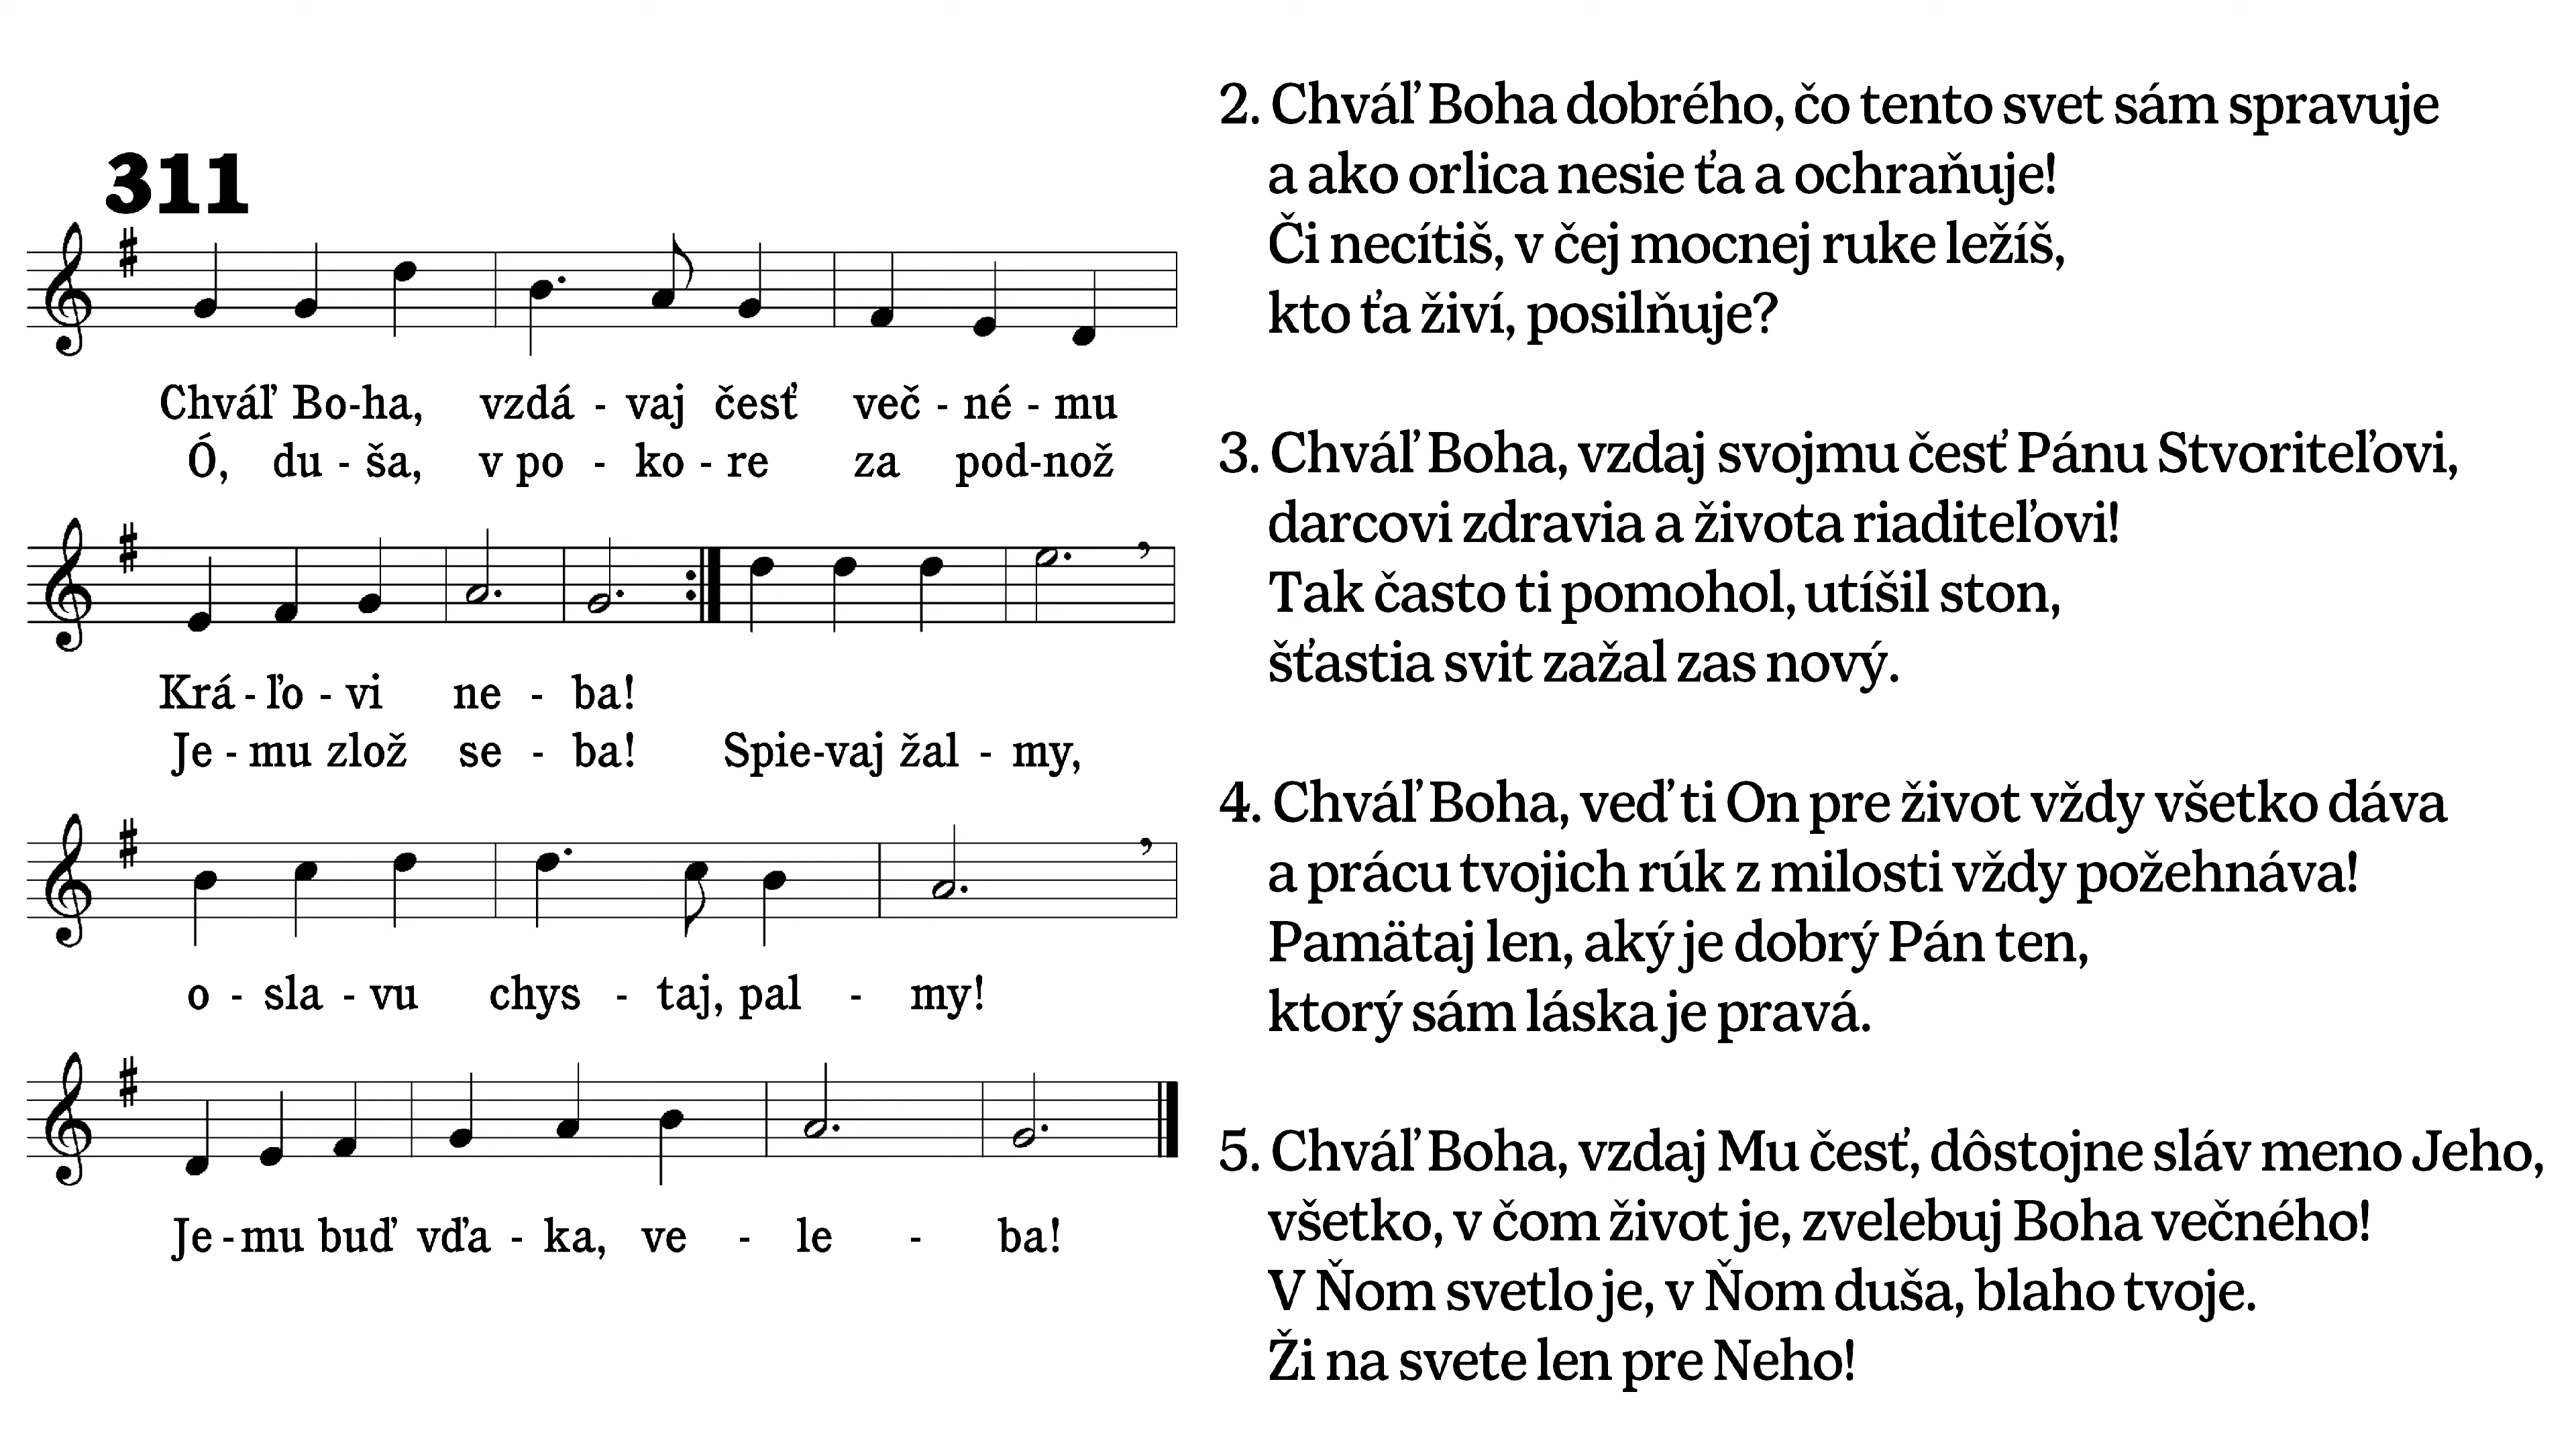 311
Chváľ Bo-ha, vzdá - vaj česť več - né - mu
Ó, du - ša, v po - ko - re za pod-nož
Krá - ľo - vi ne - ba!
Je - mu zlož se - ba! Spie-vaj žal - my,
o - sla - vu chys - taj, pal - my!
Je - mu buď vďa - ka, ve - le - ba!
2. Chváľ Boha dobrého, čo tento svet sám spravuje
a ako orlica nesie ťa a ochraňuje!
Či necítiš, v čej mocnej ruke ležíš,
kto ťa živí, posilňuje?
3. Chváľ Boha, vzdaj svojmu česť Pánu Stvoriteľovi,
darcovi zdravia a života riaditeľovi!
Tak často ti pomohol, utíšil ston,
šťastia svit zažal zas nový.
4. Chváľ Boha, veď ti On pre život vždy všetko dáva
a prácu tvojich rúk z milosti vždy požehnáva!
Pamätaj len, aký je dobrý Pán ten,
ktorý sám láska je pravá.
5. Chváľ Boha, vzdaj Mu česť, dôstojne sláv meno Jeho,
všetko, v čom život je, zvelebuj Boha večného!
V Ňom svetlo je, v Ňom duša, blaho tvoje.
Ži na svete len pre Neho!